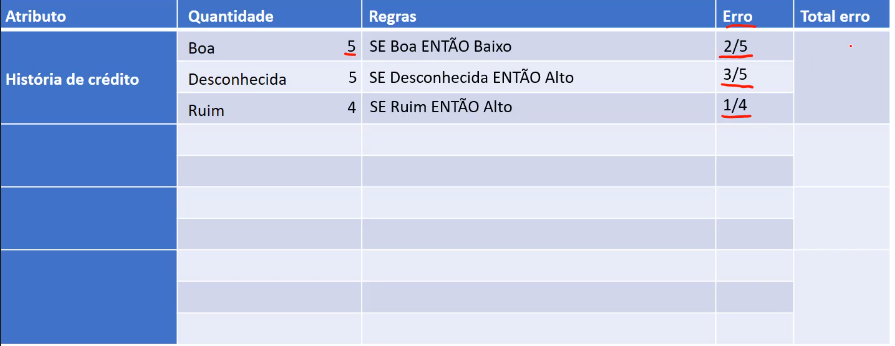 Atributo Quantidade Regras Erro Total erro
História de crédito
Boa 5 SE Boa ENTÃO Baixo 2/5
Desconhecida 5 SE Desconhecida ENTÃO Alto 3/5
Ruim 4 SE Ruim ENTÃO Alto 1/4